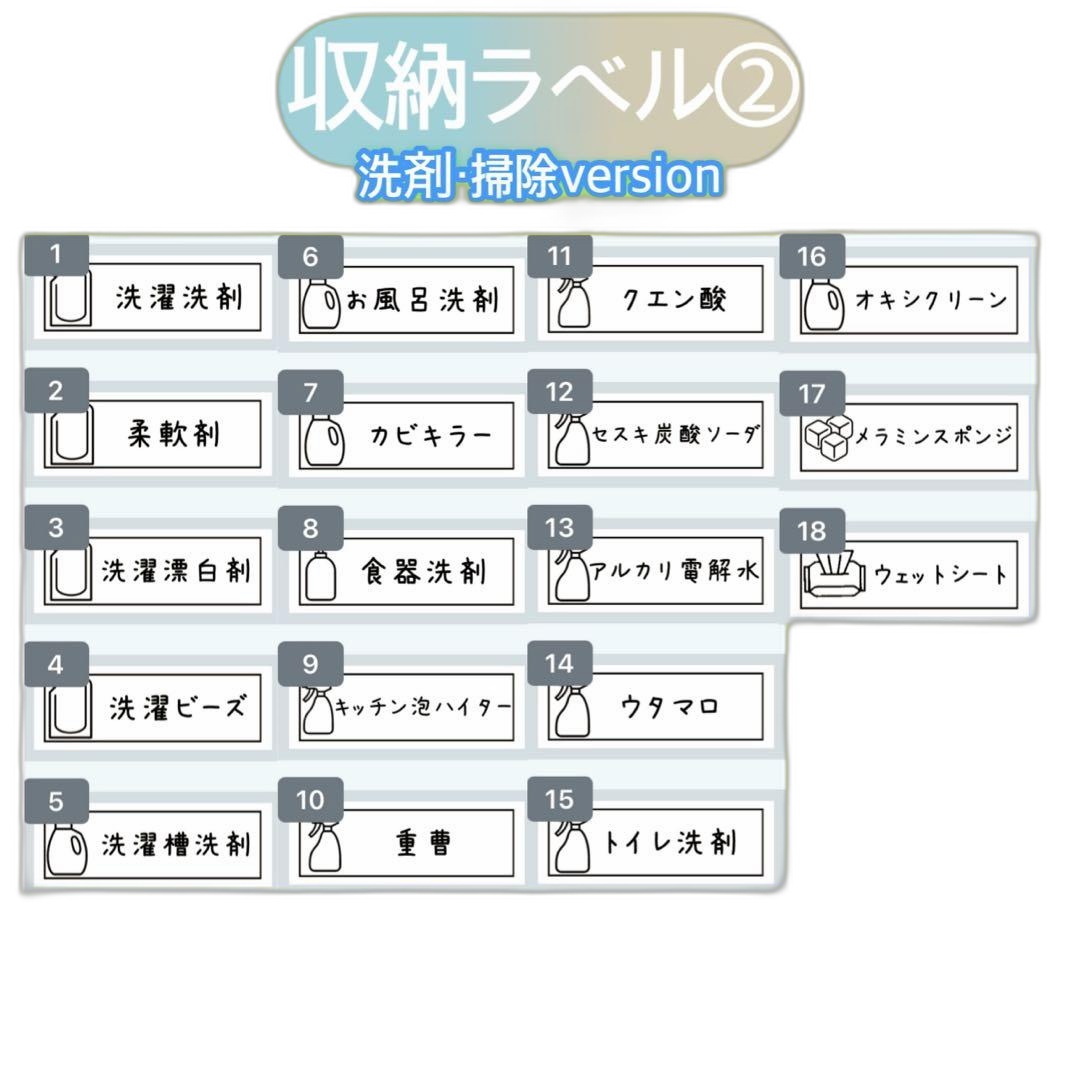 収納ラベル②
洗剤·掃除version
1
洗濯洗剤
2
柔軟剤
3
洗濯漂白剤
4
洗濯ビーズ
5
洗濯槽洗剤
6
お風呂洗剤
7
カビキラー
8
食器洗剤
9
キッチン泡ハイター
10
重曹
11
クエン酸
12
セスキ炭酸ソーダ
13
アルカリ電解水
14
ウタマロ
15
トイレ洗剤
16
オキシクリーン
17
メラミンスポンジ
18
ウェットシート